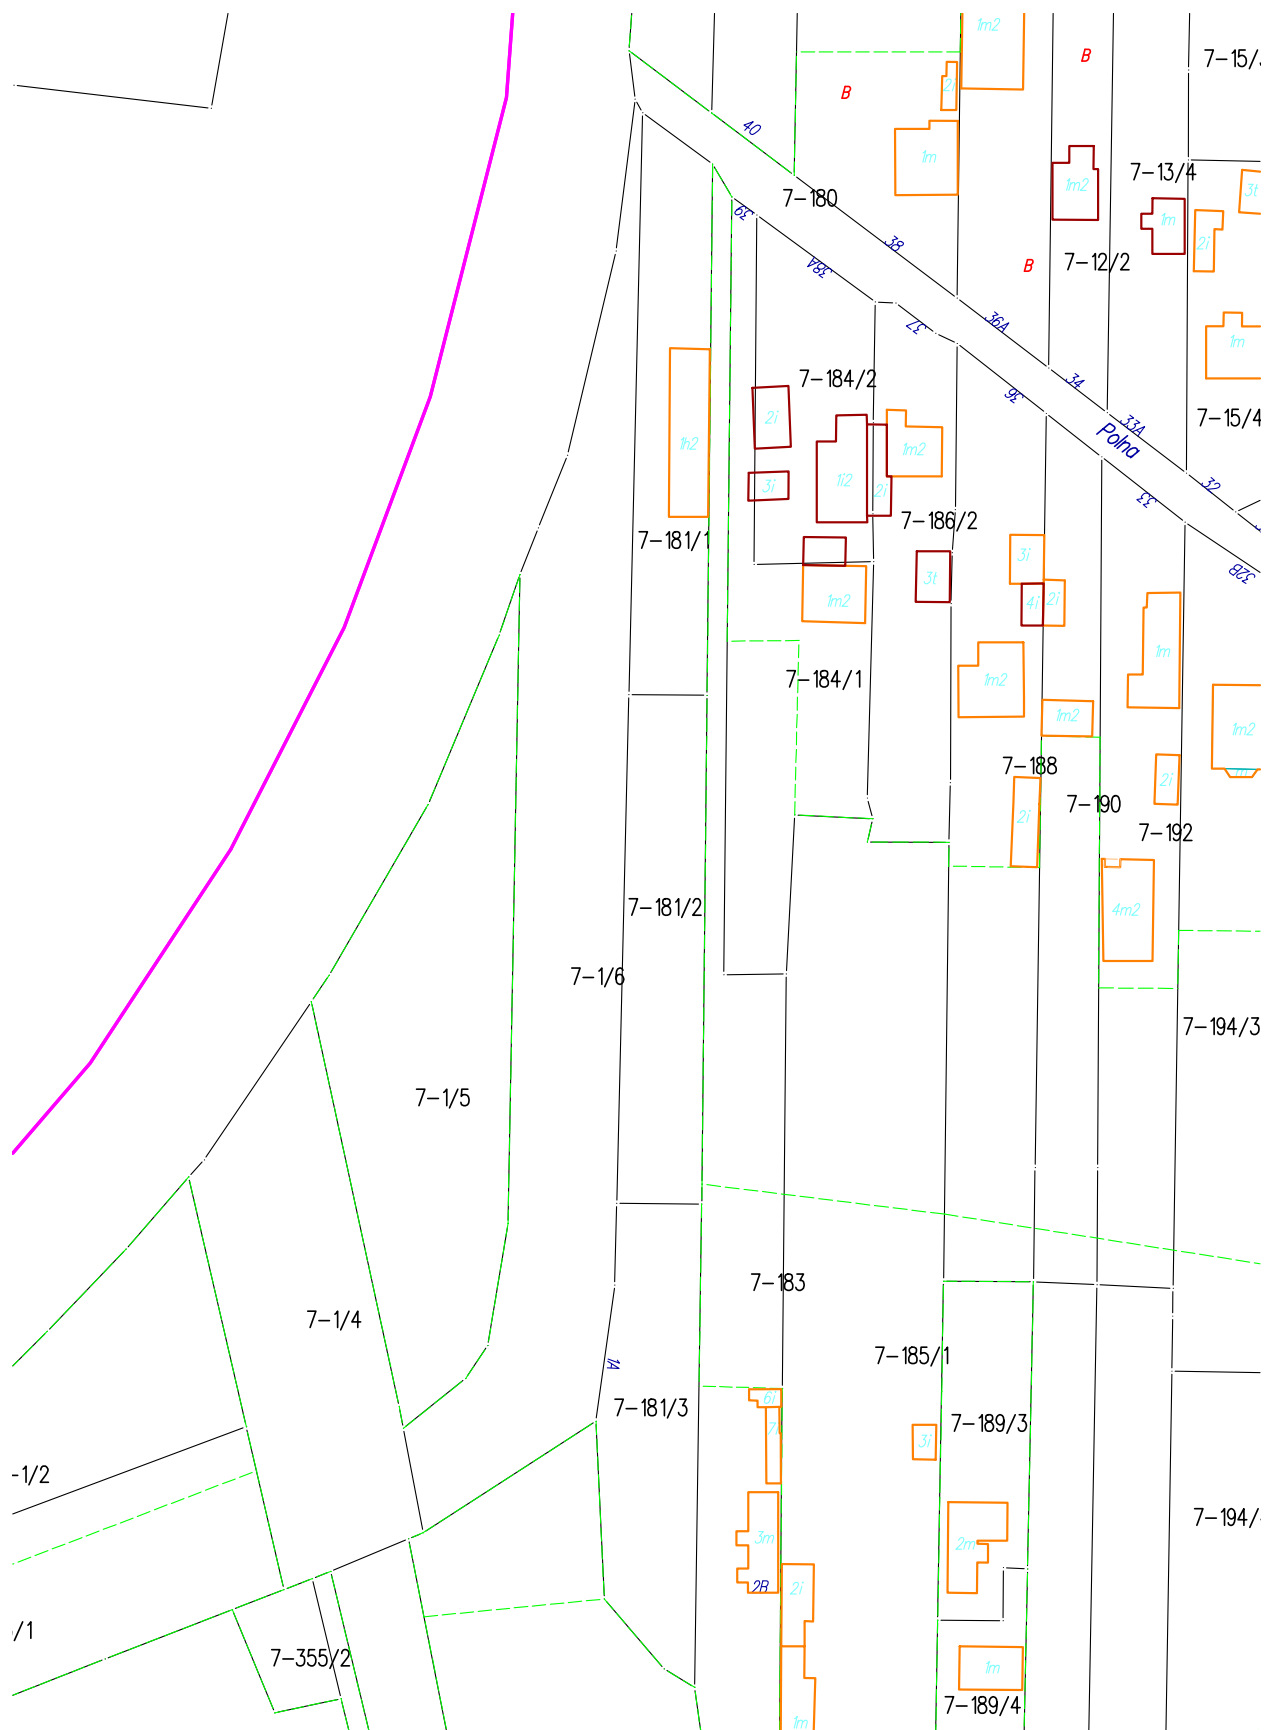 1m2
B
7-15/
2i
B
40
1m
7-13/4
1m2
3t
7-180
39
1m
38
2i
38A
B
7-12/2
36A
37
1m
34
7-184/2
36
33A
7-15/4
2i
Polna
1h2
1m2
1i2
3i
2i
32
33
7-186/2
7-181/1
3i
32B
3t
1m2
4i
2i
1m
7-184/1
1m2
1m2
1m2
7-188
1m
2i
7-190
2i
7-192
7-181/2
4m2
7-1/6
7-194/3
7-1/5
7-183
7-1/4
7-185/1
1A
6i
7-181/3
7i
7-189/3
3i
-1/2
7-194/
3m
2m
2B
2i
/1
7-355/2
1m
7-189/4
1m